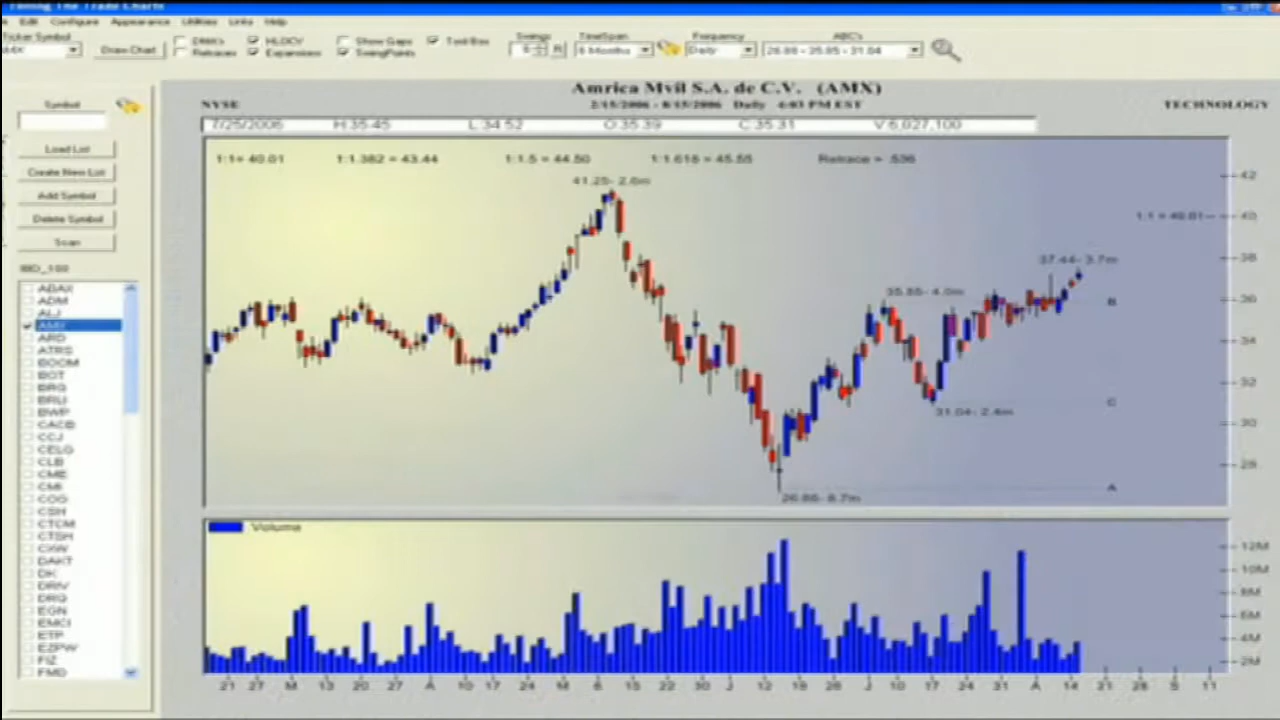 Timing The Trade Charts
Edit Configure Appearance Utilities Links Help
Ticker Symbol
Draw Chart
Retraces
HLOCV
Expansions
Show Gaps
SwingPoints
Text Box
Swings
TimeSpan
6 Months
Frequency
Daily
ABC's
26.88 - 35.85 - 31.04
Symbol
Load List
Create New List
Add Symbol
Delete Symbol
Scan
IBD_100
ABAX
ADM
ALJ
AMX
ARD
ATRS
BOOM
BOT
BRG
BRLI
BWP
CACB
CCJ
CELG
CLB
CME
CMI
COG
CSH
CTCM
CTSH
CXW
DAKT
DK
DRIV
DRQ
EGN
EMCI
ETP
EZPW
FIZ
FMD
Amrica Mvil S.A. de C.V. (AMX)
NYSE
2/15/2006 - 8/15/2006 Daily 4:03 PM EST
TECHNOLOGY
7/25/2006 H:35.45 L:34.52 O:35.39 C:35.31 V:6,027,100
1:1= 40.01 1:1.382 = 43.44 1:1.5 = 44.50 1:1.618 = 45.55 Retrace = .536
41.25- 2.6m
35.85- 4.0m
37.44- 3.7m
31.04- 2.4m
26.88- 8.7m
1:1 = 40.01
B
C
A
42
40
38
36
34
32
30
28
Volume
12M
10M
8M
6M
4M
2M
21 27 M 13 20 27 A 10 17 24 M 8 15 22 30 J 12 19 26 J 10 17 24 31 A 14 21 28 S 11